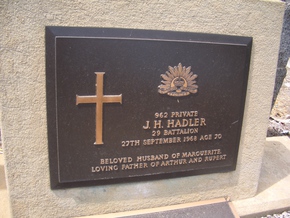 962 PRIVATE
J. H. HADLER
29 BATTALION
27TH SEPTEMBER 1968 AGE 70
BELOVED HUSBAND OF MARGUERITE,
LOVING FATHER OF ARTHUR AND RUPERT